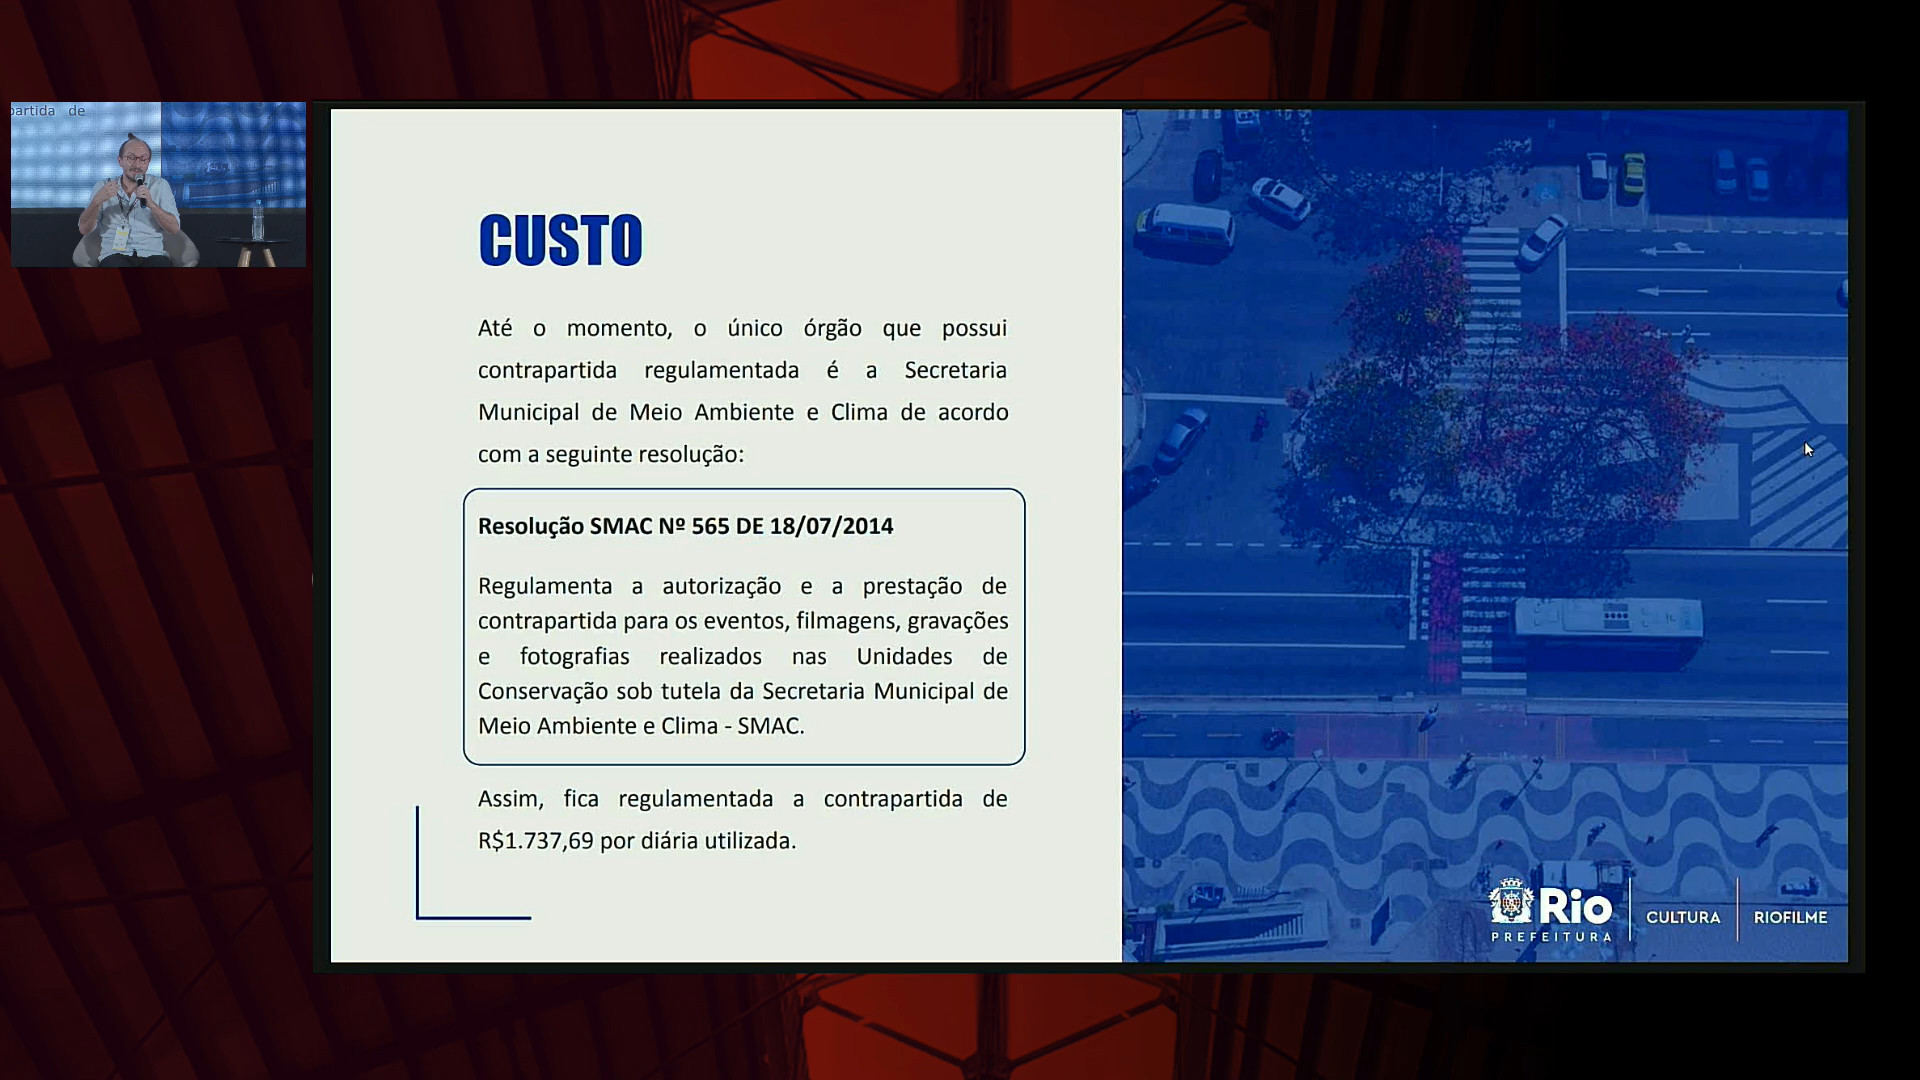 partida de
CUSTO
Até o momento, o único órgão que possui
contrapartida regulamentada é a Secretaria
Municipal de Meio Ambiente e Clima de acordo
com a seguinte resolução:
Resolução SMAC Nº 565 DE 18/07/2014
Regulamenta a autorização e a prestação de
contrapartida para os eventos, filmagens, gravações
e fotografias realizados nas Unidades de
Conservação sob tutela da Secretaria Municipal de
Meio Ambiente e Clima - SMAC.
Assim, fica regulamentada a contrapartida de
R$1.737,69 por diária utilizada.
Rio
PREFEITURA
CULTURA
RIOFILME